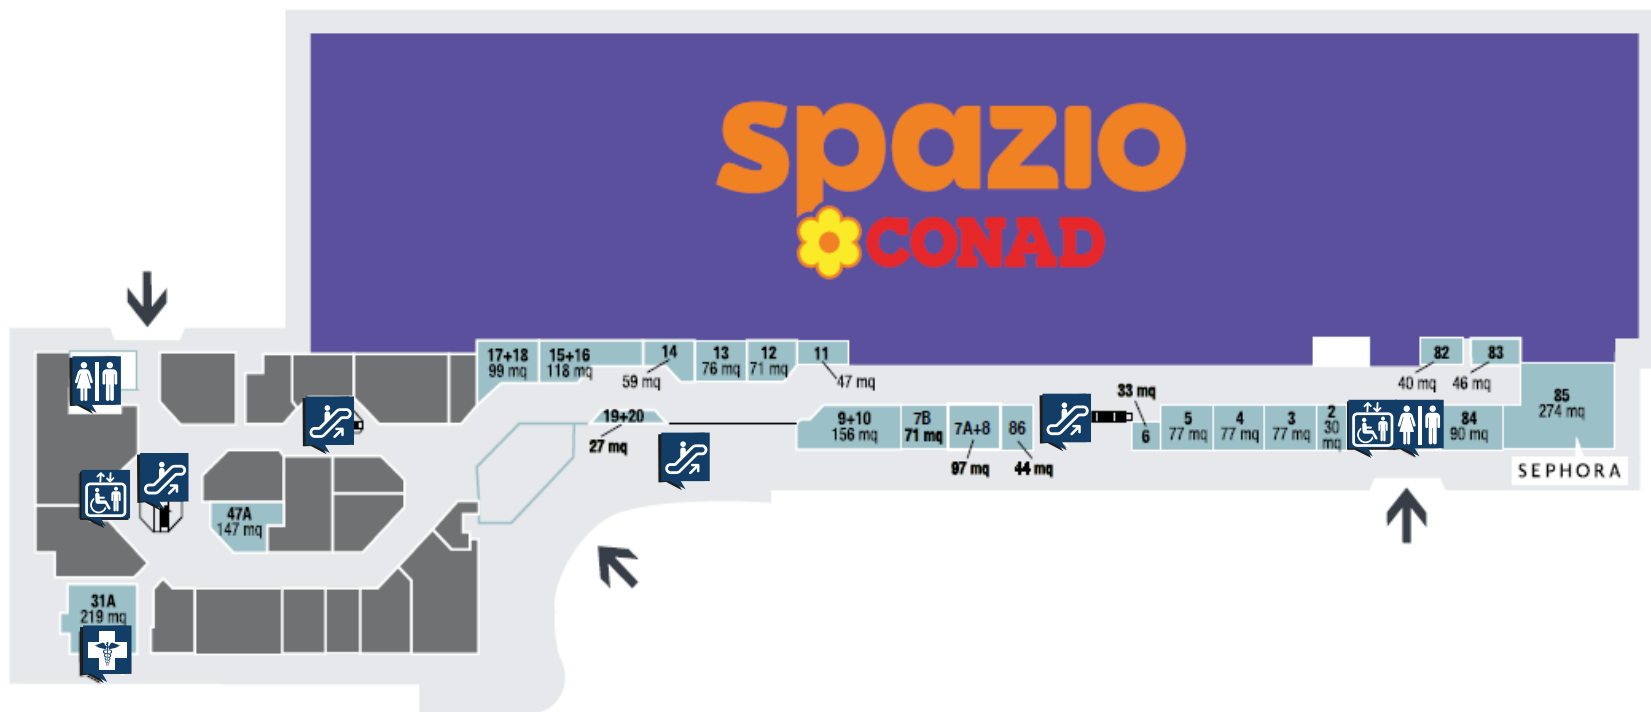 spazio
CONAD
17+18
99 mq
15+16
118 mq
14
59 mq
13
76 mq
12
71 mq
11
47 mq
82
40 mq
83
46 mq
85
274 mq
SEPHORA
19+20
27 mq
9+10
156 mq
7B
71 mq
7A+8
97 mq
86
44 mq
33 mq
6
5
77 mq
4
77 mq
3
77 mq
2
30
mq
84
90 mq
47A
147 mq
31A
219 mq